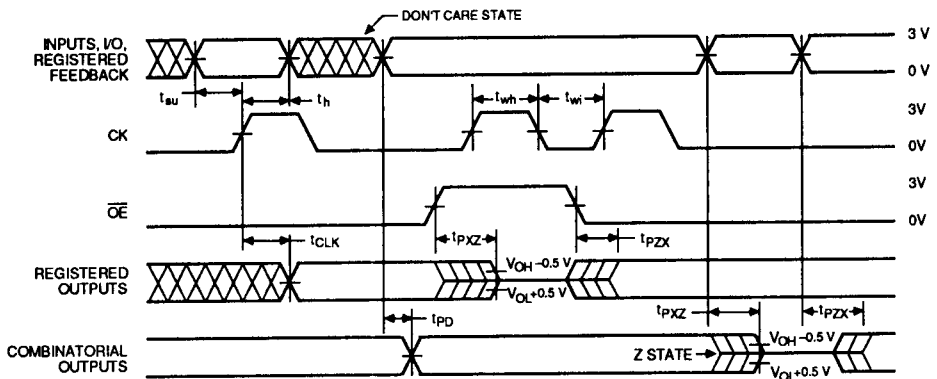 DON'T CARE STATE
INPUTS, I/O,
REGISTERED
FEEDBACK
3 V
0 V
tsu
th
twh
twi
CK
3V
0V
OE
3V
0V
tCLK
tPXZ
tPZX
REGISTERED
OUTPUTS
VOH −0.5 V
VOL+0.5 V
tPD
tPXZ
tPZX
COMBINATORIAL
OUTPUTS
Z STATE
VOH −0.5 V
VOL+0.5 V